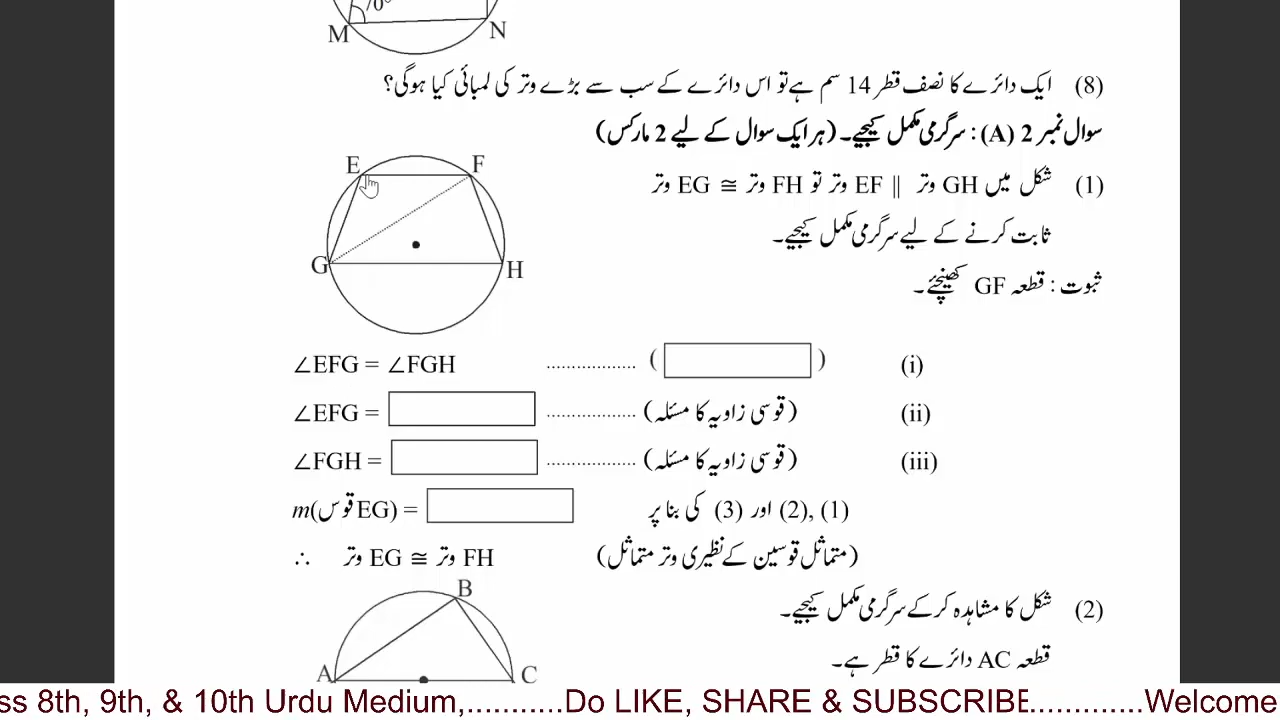 70°
M N
(8) ایک دائرے کا نصف قطر 14 سم ہے تو اس دائرے کے سب سے بڑے وتر کی لمبائی کیا ہوگی؟
سوال نمبر 2 (A) : سرگرمی مکمل کیجیے۔ (ہر ایک سوال کے لیے 2 مارکس)
E F
G H
(1) شکل میں GH وتر || EF وتر تو FH وتر ≅ EG وتر
ثابت کرنے کے لیے سرگرمی مکمل کیجیے۔
ثبوت : قطعہ GF کھینچئے۔
∠EFG = ∠FGH .................. ( ) (i)
∠EFG = .................. (قوسی زاویہ کا مسئلہ) (ii)
∠FGH = .................. (قوسی زاویہ کا مسئلہ) (iii)
m(قوس EG) = (1) ,(2) اور (3) کی بنا پر
∴ وتر EG ≅ وتر FH (متماثل قوسین کے نظیری وتر متماثل)
B
A C
(2) شکل کا مشاہدہ کرکے سرگرمی مکمل کیجیے۔
قطعہ AC دائرے کا قطر ہے۔
ss 8th, 9th, & 10th Urdu Medium,...........Do LIKE, SHARE & SUBSCRIBE.............Welcome